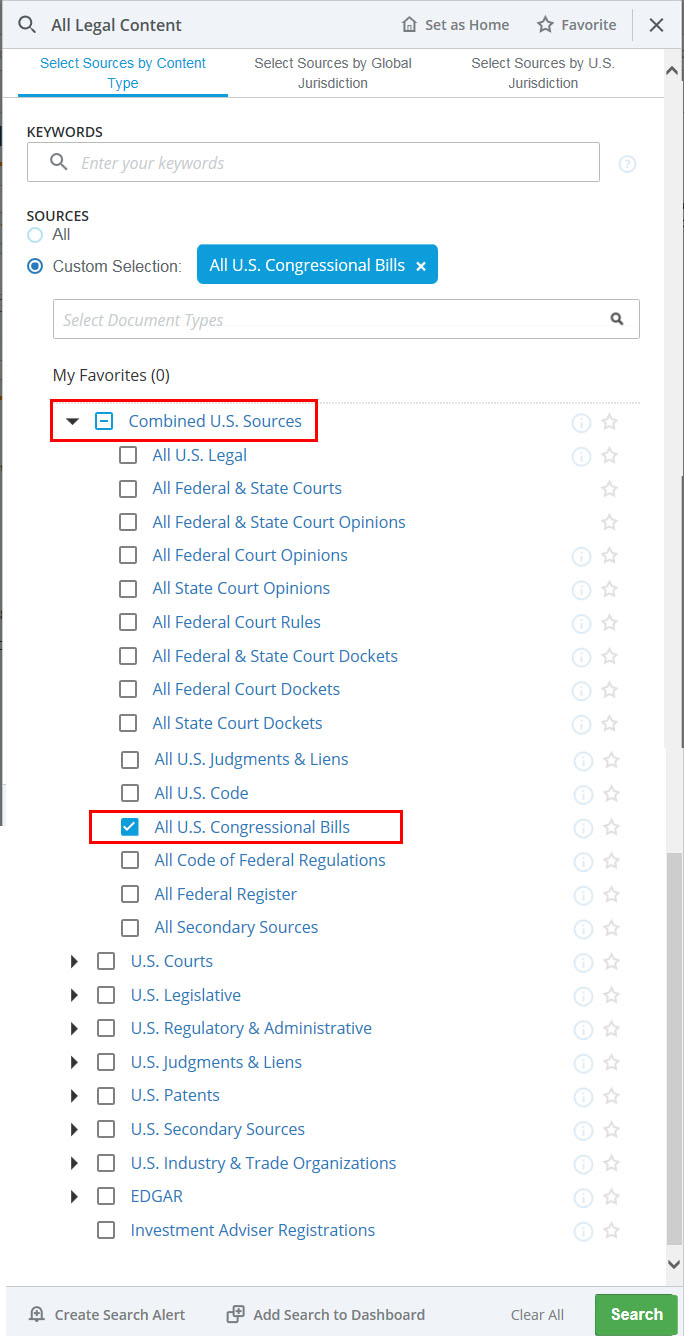 All Legal Content
Set as Home
Favorite
Select Sources by Content
Type
Select Sources by Global
Jurisdiction
Select Sources by U.S.
Jurisdiction
KEYWORDS
Enter your keywords
?
SOURCES
All
Custom Selection:
All U.S. Congressional Bills ×
Select Document Types
My Favorites (0)
Combined U.S. Sources
All U.S. Legal
All Federal & State Courts
All Federal & State Court Opinions
All Federal Court Opinions
All State Court Opinions
All Federal Court Rules
All Federal & State Court Dockets
All Federal Court Dockets
All State Court Dockets
All U.S. Judgments & Liens
All U.S. Code
All U.S. Congressional Bills
All Code of Federal Regulations
All Federal Register
All Secondary Sources
U.S. Courts
U.S. Legislative
U.S. Regulatory & Administrative
U.S. Judgments & Liens
U.S. Patents
U.S. Secondary Sources
U.S. Industry & Trade Organizations
EDGAR
Investment Adviser Registrations
Create Search Alert
Add Search to Dashboard
Clear All
Search